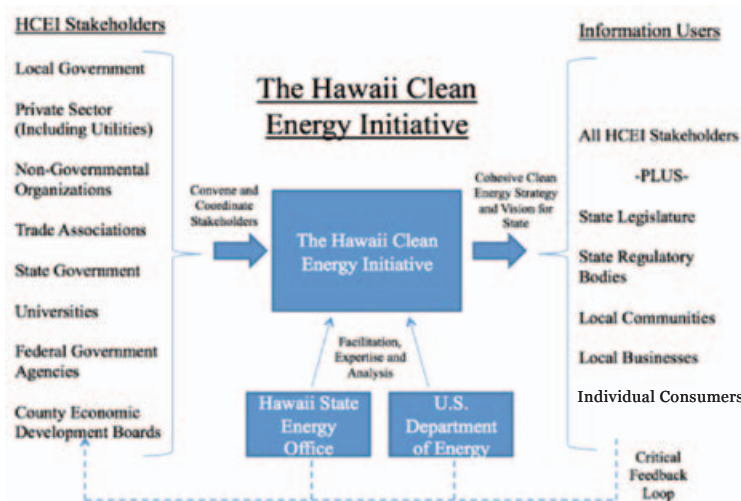 HCEI Stakeholders
Local Government
Private Sector
(Including Utilities)
Non-Governmental
Organizations
Trade Associations
State Government
Universities
Federal Government
Agencies
County Economic
Development Boards
The Hawaii Clean
Energy Initiative
Convene and
Coordinate
Stakeholders
The Hawaii Clean
Energy Initiative
Cohesive Clean
Energy Strategy
and Vision for
State
Facilitation,
Expertise and
Analysis
Hawaii State
Energy
Office
U.S.
Department
of Energy
Information Users
All HCEI Stakeholders
-PLUS-
State Legislature
State Regulatory
Bodies
Local Communities
Local Businesses
Individual Consumers
Critical
Feedback
Loop